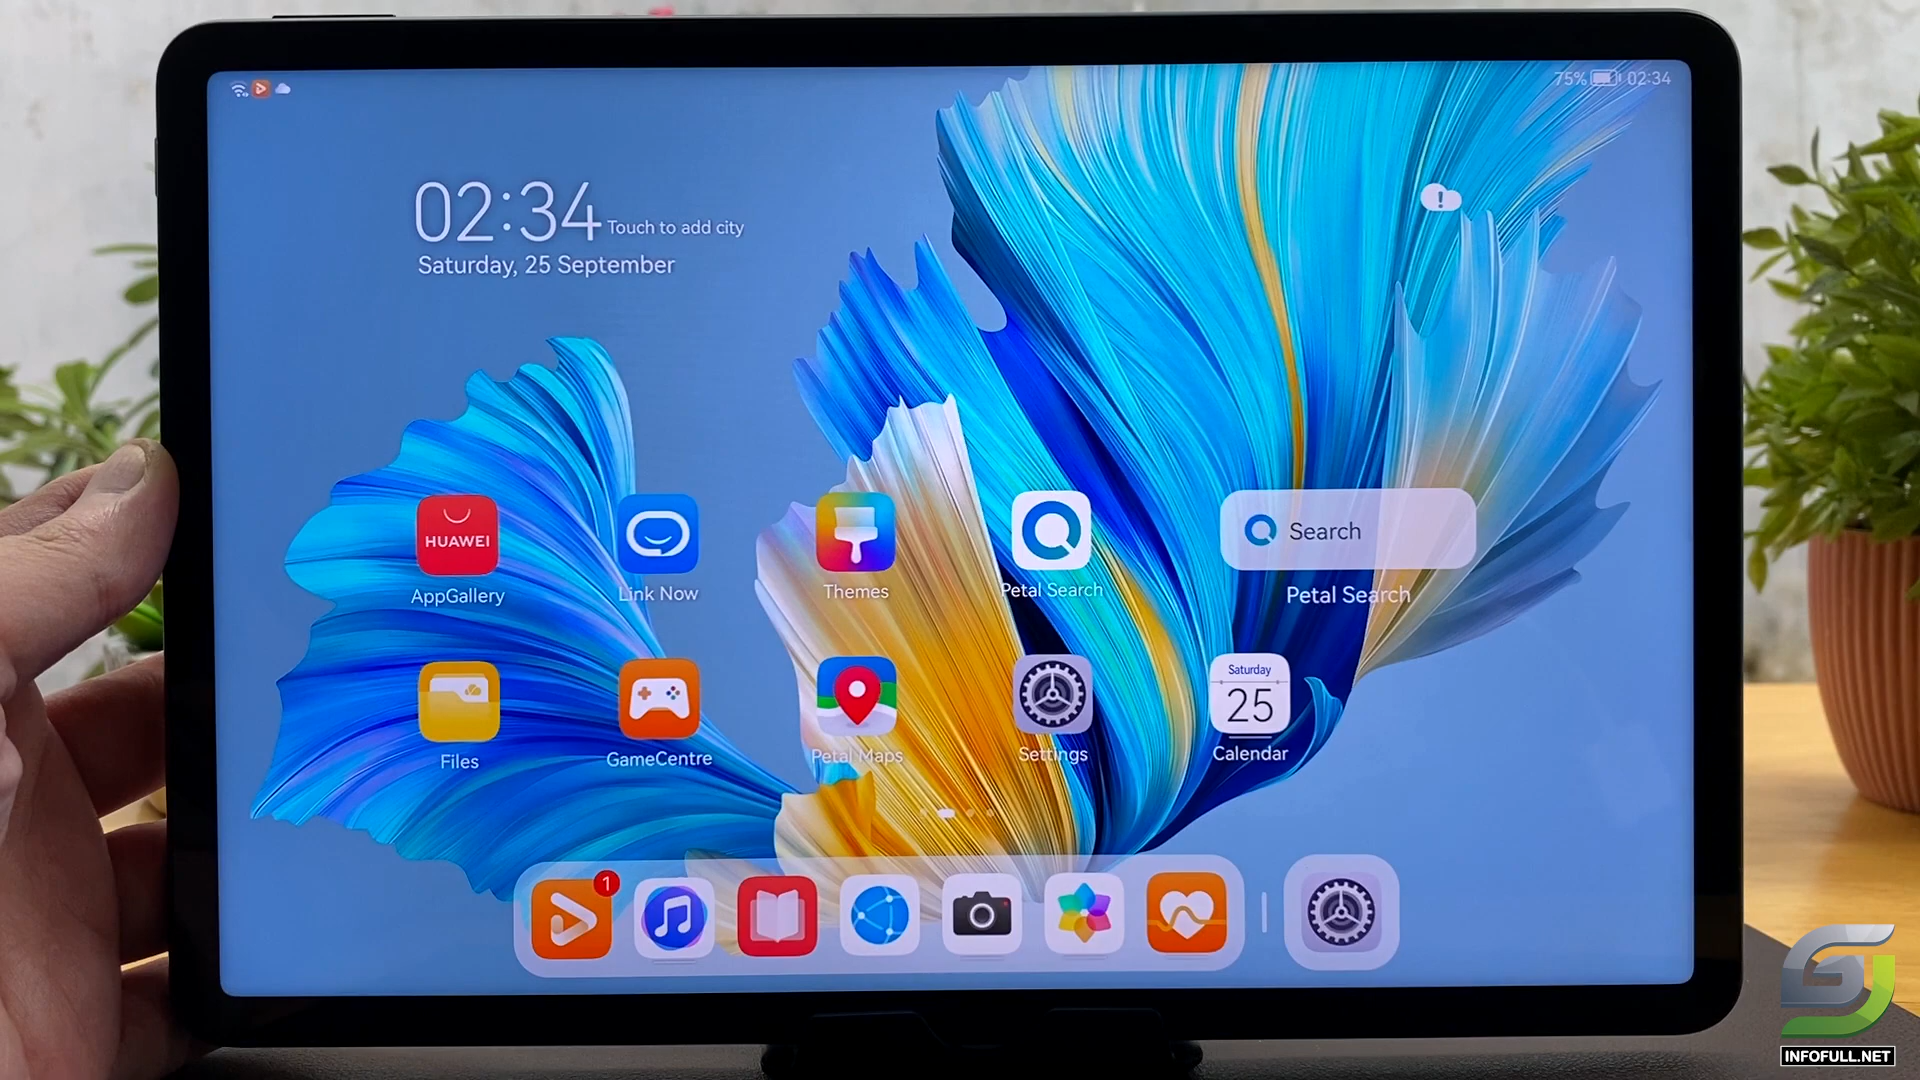 75% 02:34
02:34 Touch to add city
Saturday, 25 September
HUAWEI
AppGallery
Link Now
Themes
Petal Search
Search
Petal Search
Files
GameCentre
Petal Maps
Settings
Saturday
25
Calendar
1
INFOFULL.NET